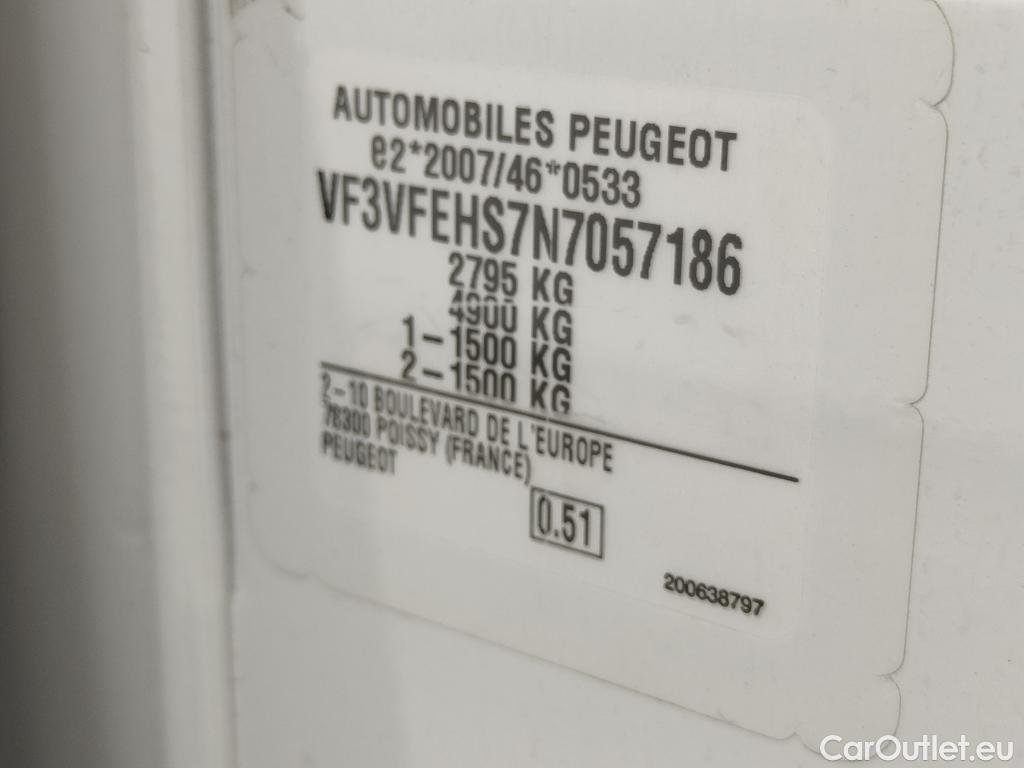 AUTOMOBILES PEUGEOT
e2*2007/46*0533
VF3VFEHS7N7057186
2795 KG
4900 KG
1-1500 KG
2-1500 KG
2-10 BOULEVARD DE L'EUROPE
78300 POISSY (FRANCE)
PEUGEOT
0.51
200638797
CarOutlet.eu